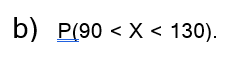 b) P(90 < X < 130).